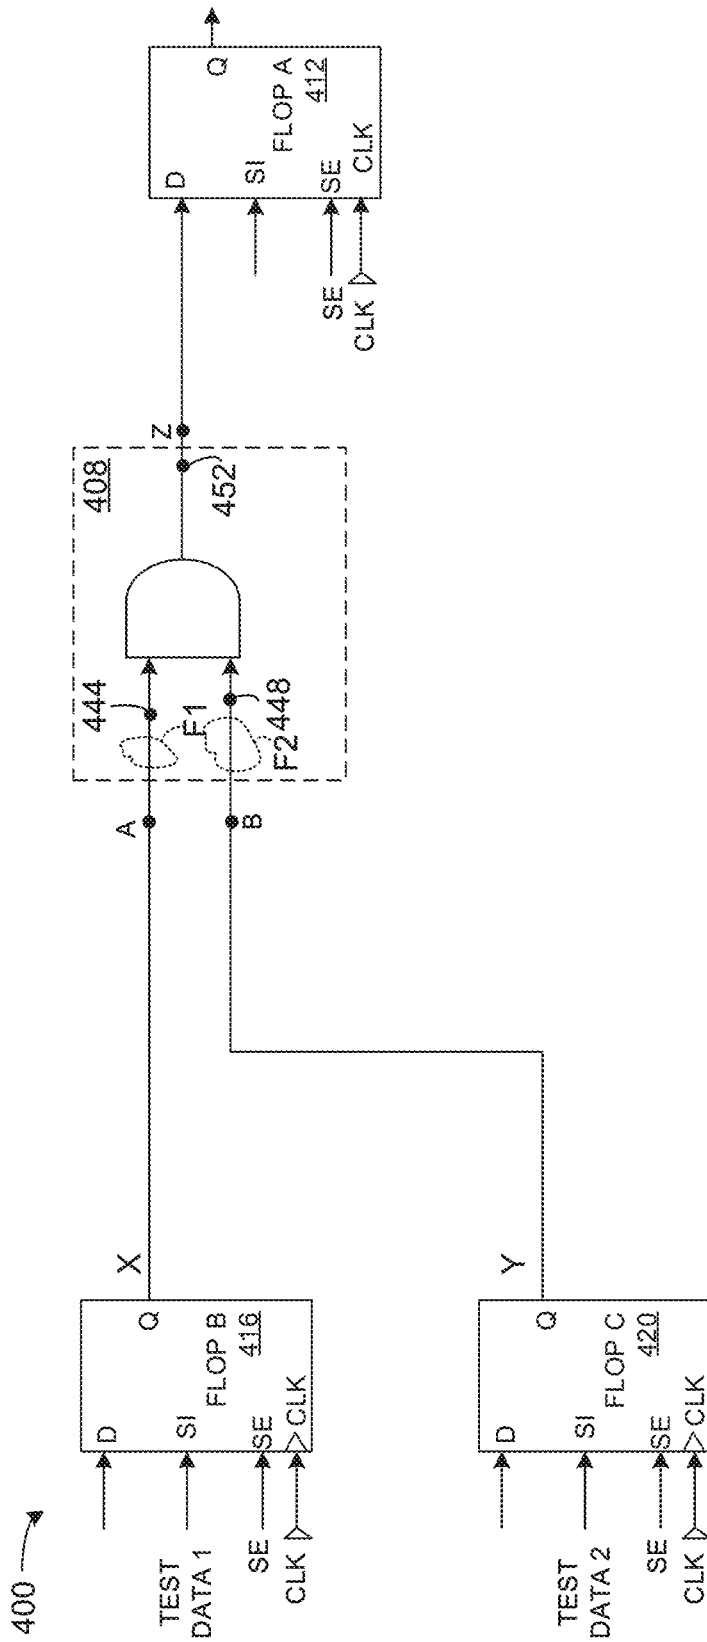 400
TEST
DATA 1
SE
CLK
D
SI
SE
CLK
Q
FLOP B
416
X
TEST
DATA 2
SE
CLK
D
SI
SE
CLK
Q
FLOP C
420
Y
A
B
408
444
F1
F2
448
452
Z
SE
CLK
D
SI
SE
CLK
Q
FLOP A
412